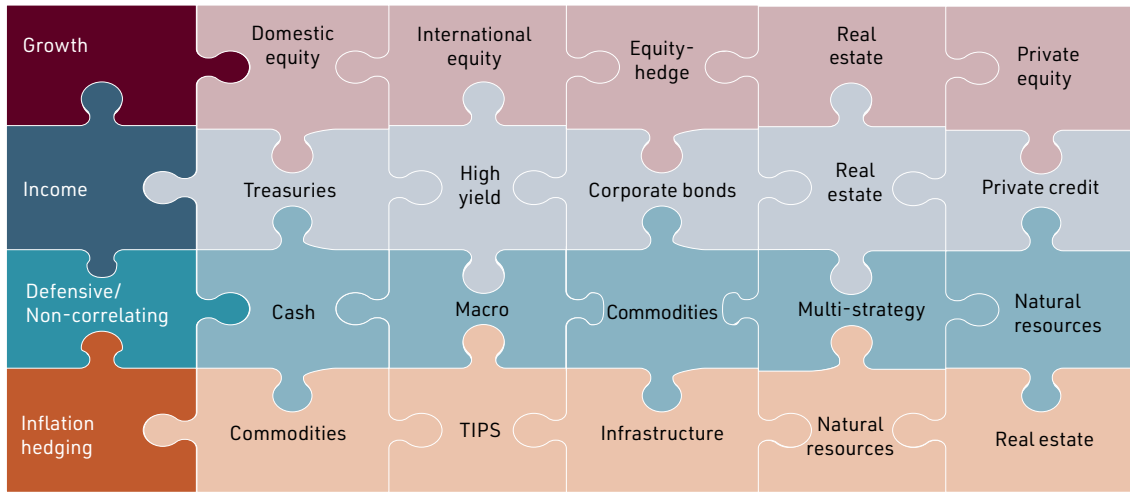 Growth
Domestic
equity
International
equity
Equity-
hedge
Real
estate
Private
equity
Income
Treasuries
High
yield
Corporate bonds
Real
estate
Private credit
Defensive/
Non-correlating
Cash
Macro
Commodities
Multi-strategy
Natural
resources
Inflation
hedging
Commodities
TIPS
Infrastructure
Natural
resources
Real estate